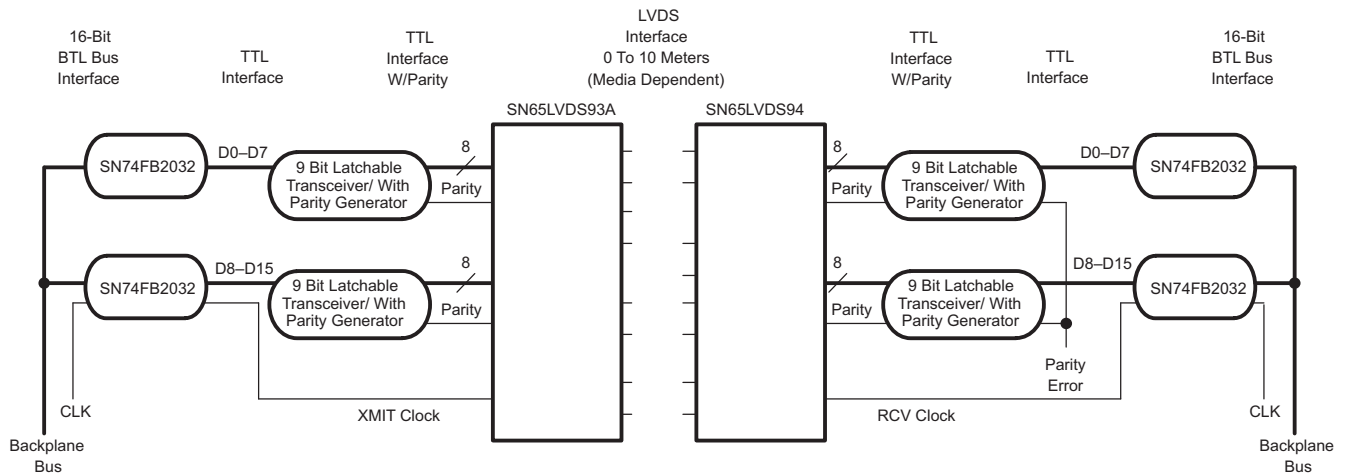 16-Bit
BTL Bus
Interface
TTL
Interface
TTL
Interface
W/Parity
LVDS
Interface
0 To 10 Meters
(Media Dependent)
TTL
Interface
W/Parity
TTL
Interface
16-Bit
BTL Bus
Interface
SN65LVDS93A
SN65LVDS94
SN74FB2032
D0–D7
9 Bit Latchable
Transceiver/ With
Parity Generator
8
Parity
8
Parity
9 Bit Latchable
Transceiver/ With
Parity Generator
D0–D7
SN74FB2032
SN74FB2032
D8–D15
9 Bit Latchable
Transceiver/ With
Parity Generator
8
Parity
8
Parity
9 Bit Latchable
Transceiver/ With
Parity Generator
D8–D15
SN74FB2032
Parity
Error
CLK
XMIT Clock
RCV Clock
CLK
Backplane
Bus
Backplane
Bus